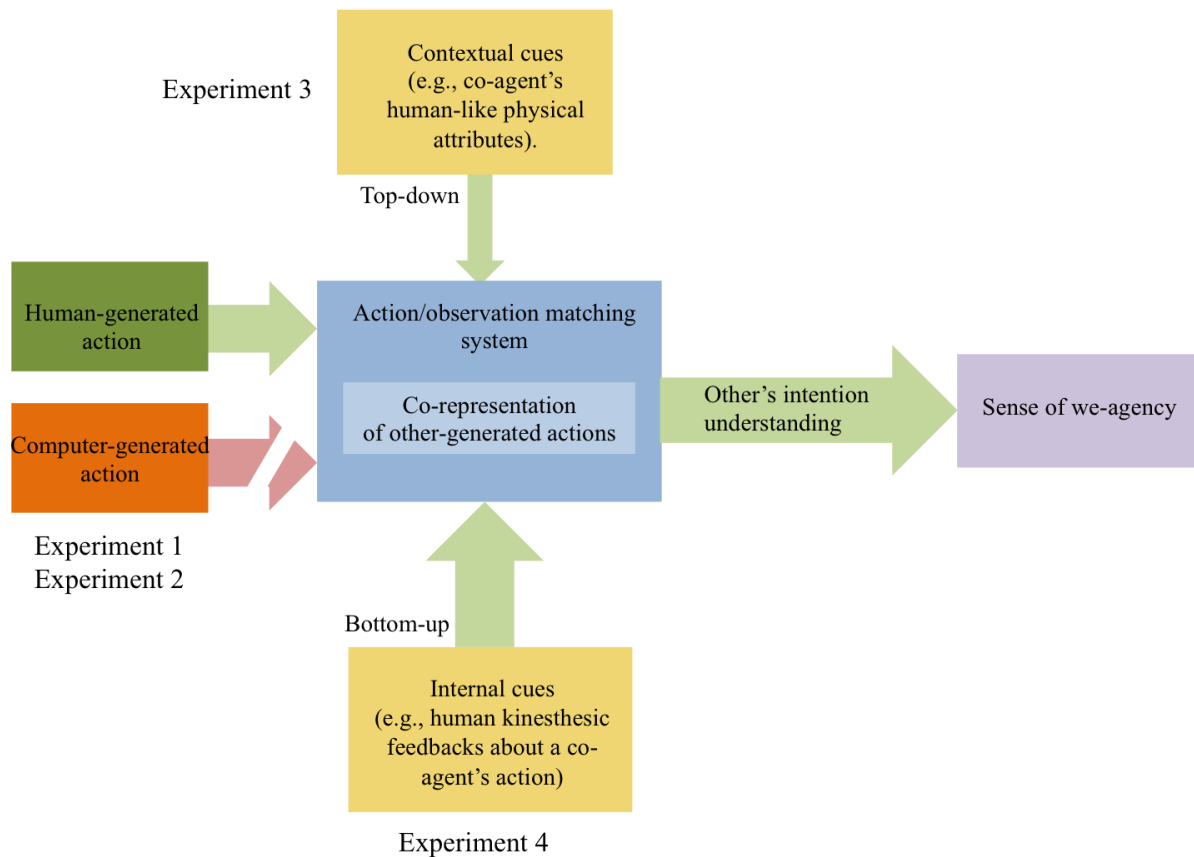 Contextual cues
(e.g., co-agent's
human-like physical
attributes).
Experiment 3
Top-down
Human-generated
action
Action/observation matching
system
Co-representation
of other-generated actions
Other's intention
understanding
Sense of we-agency
Computer-generated
action
Experiment 1
Experiment 2
Bottom-up
Internal cues
(e.g., human kinesthesic
feedbacks about a co-
agent's action)
Experiment 4